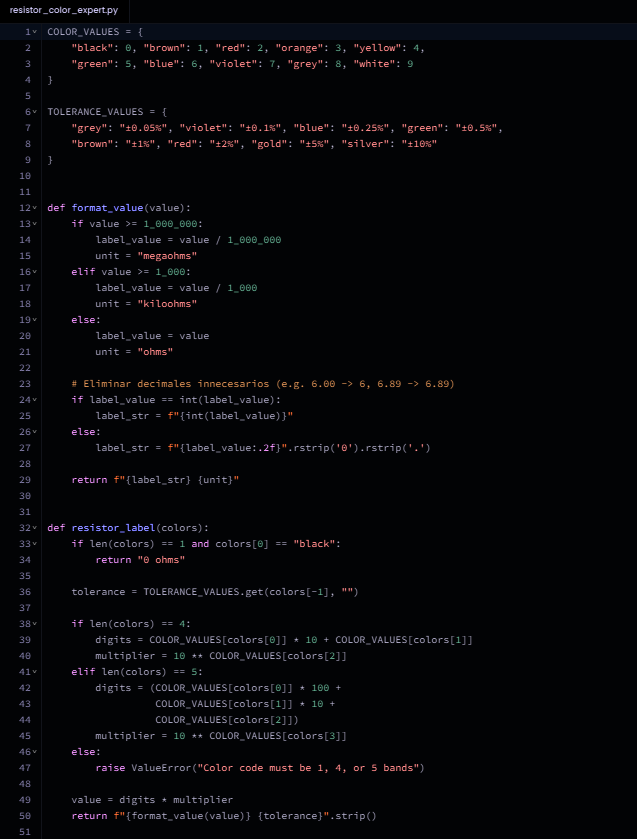 resistor_color_expert.py
1 COLOR_VALUES = {
2     "black": 0, "brown": 1, "red": 2, "orange": 3, "yellow": 4,
3     "green": 5, "blue": 6, "violet": 7, "grey": 8, "white": 9
4 }
5
6 TOLERANCE_VALUES = {
7     "grey": "±0.05%", "violet": "±0.1%", "blue": "±0.25%", "green": "±0.5%",
8     "brown": "±1%", "red": "±2%", "gold": "±5%", "silver": "±10%"
9 }
10
11
12 def format_value(value):
13     if value >= 1_000_000:
14         label_value = value / 1_000_000
15         unit = "megaohms"
16     elif value >= 1_000:
17         label_value = value / 1_000
18         unit = "kiloohms"
19     else:
20         label_value = value
21         unit = "ohms"
22
23     # Eliminar decimales innecesarios (e.g. 6.00 -> 6, 6.89 -> 6.89)
24     if label_value == int(label_value):
25         label_str = f"{int(label_value)}"
26     else:
27         label_str = f"{label_value:.2f}".rstrip('0').rstrip('.')
28
29     return f"{label_str} {unit}"
30
31
32 def resistor_label(colors):
33     if len(colors) == 1 and colors[0] == "black":
34         return "0 ohms"
35
36     tolerance = TOLERANCE_VALUES.get(colors[-1], "")
37
38     if len(colors) == 4:
39         digits = COLOR_VALUES[colors[0]] * 10 + COLOR_VALUES[colors[1]]
40         multiplier = 10 ** COLOR_VALUES[colors[2]]
41     elif len(colors) == 5:
42         digits = (COLOR_VALUES[colors[0]] * 100 +
43                   COLOR_VALUES[colors[1]] * 10 +
44                   COLOR_VALUES[colors[2]])
45         multiplier = 10 ** COLOR_VALUES[colors[3]]
46     else:
47         raise ValueError("Color code must be 1, 4, or 5 bands")
48
49     value = digits * multiplier
50     return f"{format_value(value)} {tolerance}".strip()
51